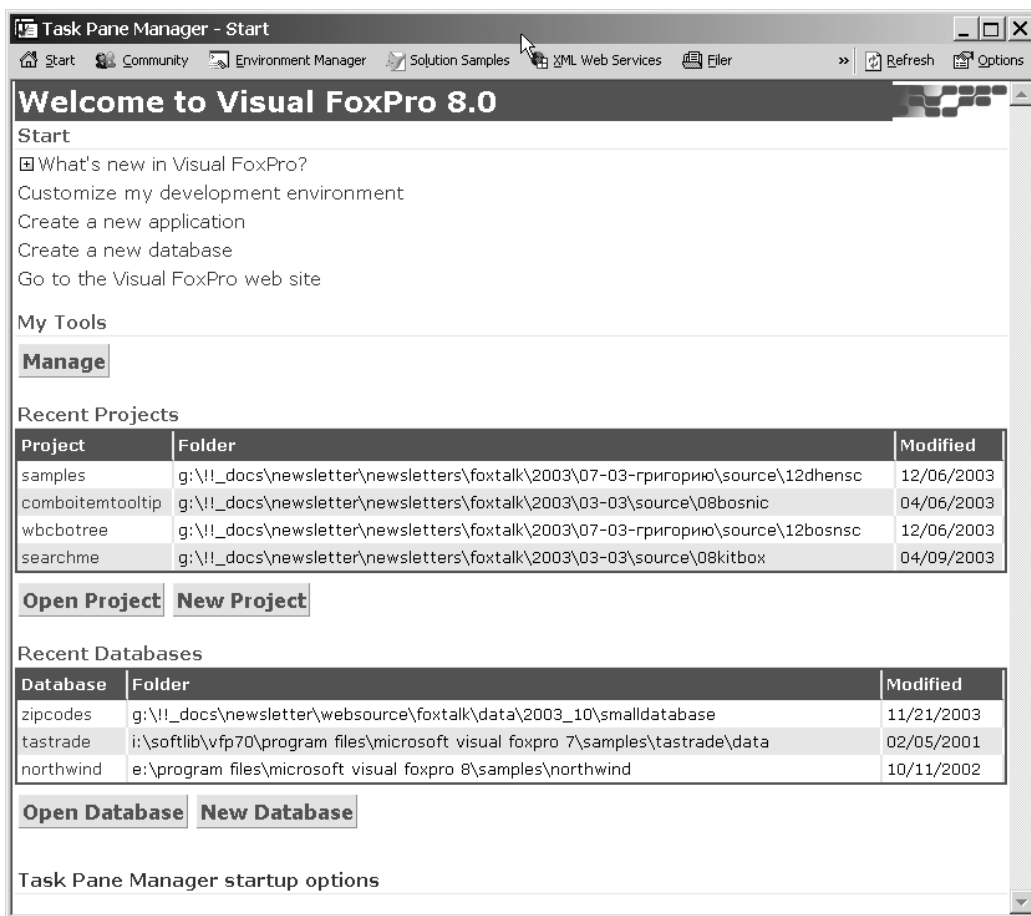 Task Pane Manager - Start
Start Community Environment Manager Solution Samples XML Web Services Filer » Refresh Options
Welcome to Visual FoxPro 8.0
Start
What's new in Visual FoxPro?
Customize my development environment
Create a new application
Create a new database
Go to the Visual FoxPro web site
My Tools
Manage
Recent Projects
Project Folder Modified
samples g:\!!_docs\newsletter\newsletters\foxtalk\2003\07-03-григорию\source\12dhensc 12/06/2003
comboitemtooltip g:\!!_docs\newsletter\newsletters\foxtalk\2003\03-03\source\08bosnic 04/06/2003
wbcbotree g:\!!_docs\newsletter\newsletters\foxtalk\2003\07-03-григорию\source\12bosnsc 12/06/2003
searchme g:\!!_docs\newsletter\newsletters\foxtalk\2003\03-03\source\08kitbox 04/09/2003
Open Project New Project
Recent Databases
Database Folder Modified
zipcodes g:\!!_docs\newsletter\websource\foxtalk\data\2003_10\smalldatabase 11/21/2003
tastrade i:\softlib\vfp70\program files\microsoft visual foxpro 7\samples\tastrade\data 02/05/2001
northwind e:\program files\microsoft visual foxpro 8\samples\northwind 10/11/2002
Open Database New Database
Task Pane Manager startup options